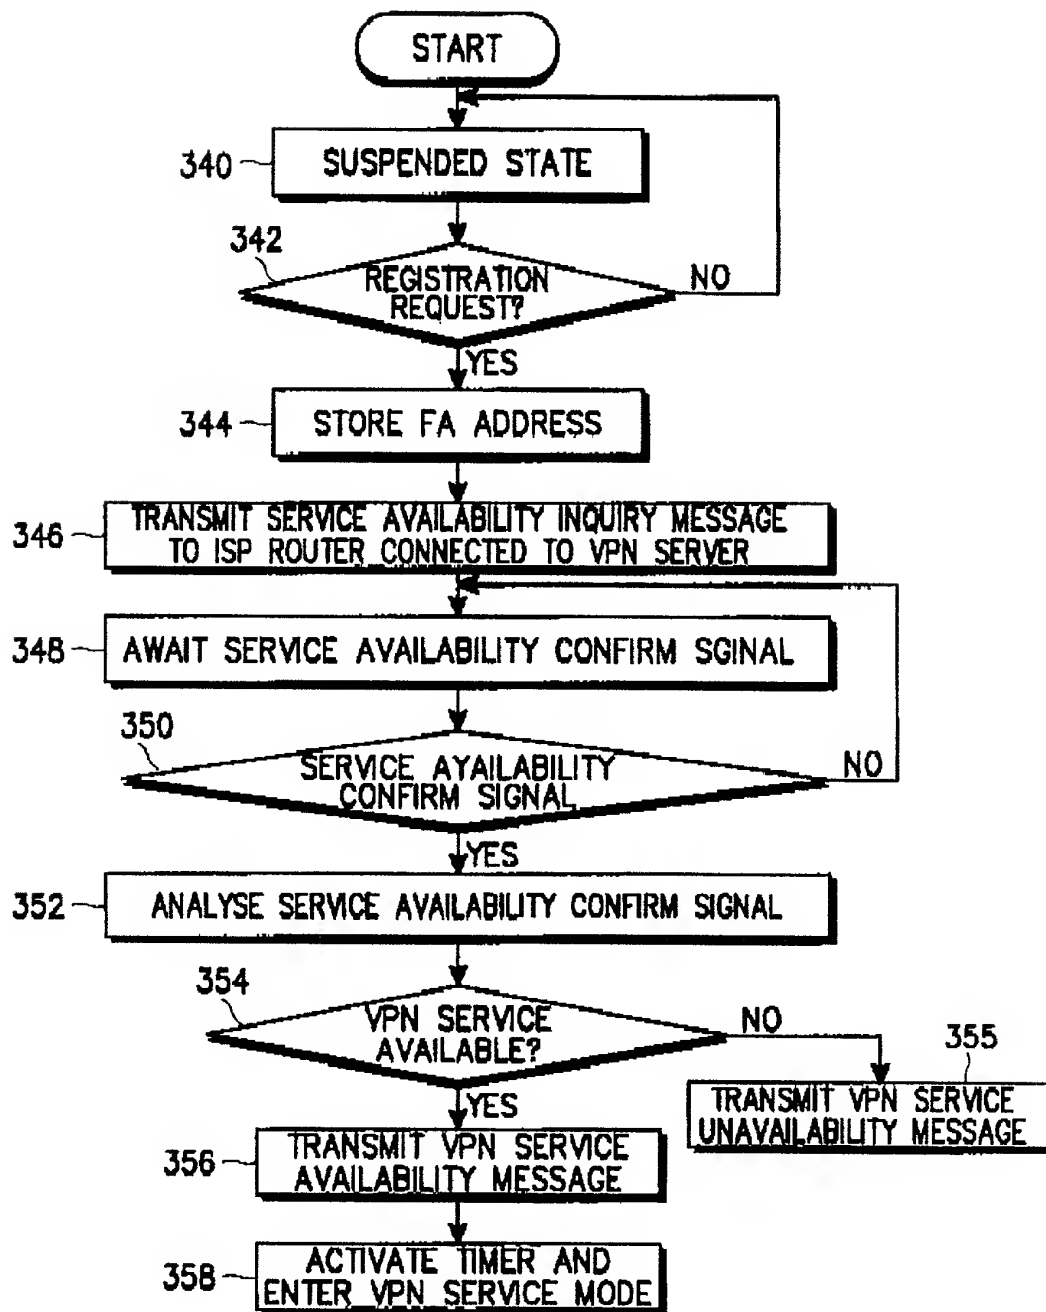 START
340
SUSPENDED STATE
342
REGISTRATION
REQUEST?
NO
YES
344
STORE FA ADDRESS
346
TRANSMIT SERVICE AVAILABILITY INQUIRY MESSAGE
TO ISP ROUTER CONNECTED TO VPN SERVER
348
AWAIT SERVICE AVAILABILITY CONFIRM SGINAL
350
SERVICE AYAILABILITY
CONFIRM SIGNAL
NO
YES
352
ANALYSE SERVICE AVAILABILITY CONFIRM SIGNAL
354
VPN SERVICE
AVAILABLE?
NO
355
TRANSMIT VPN SERVICE
UNAVAILABILITY MESSAGE
YES
356
TRANSMIT VPN SERVICE
AVAILABILITY MESSAGE
358
ACTIVATE TIMER AND
ENTER VPN SERVICE MODE